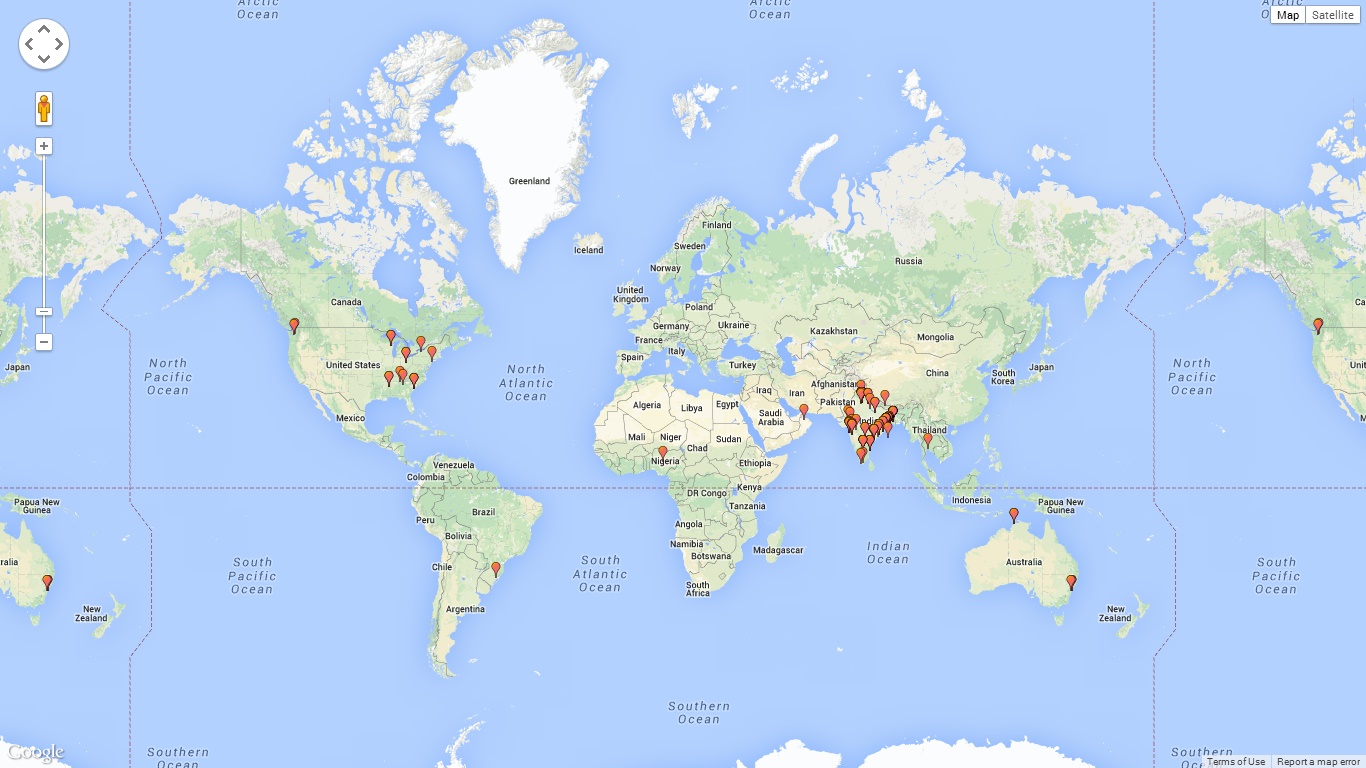 Arctic
Ocean
Arctic
Ocean
Arctic
Map
Satellite
Greenland
Finland
Iceland
Sweden
Norway
Russia
Canada
United
Kingdom
Poland
Germany
Ukraine
Kazakhstan
Mongolia
France
Italy
Spain
Turkey
Japan
North
Pacific
Ocean
United States
North
Atlantic
Ocean
China
South
Korea
Japan
North
Pacific
Ocean
Mexico
Algeria
Libya
Egypt
Iraq
Iran
Afghanistan
Pakistan
Saudi
Arabia
India
Thailand
Mali
Niger
Chad
Sudan
Nigeria
Ethiopia
Venezuela
Colombia
Kenya
DR Congo
Tanzania
Indonesia
Papua New
Guinea
Papua New
Guinea
Peru
Brazil
Bolivia
Angola
Namibia
Botswana
Madagascar
Indian
Ocean
Australia
South
Pacific
Ocean
Chile
South
Atlantic
Ocean
South
Africa
South
Pacific
Ocean
New
Zealand
Argentina
New
Zealand
Southern
Ocean
Google
Southern
Ocean
Southern
Terms of Use
Report a map error